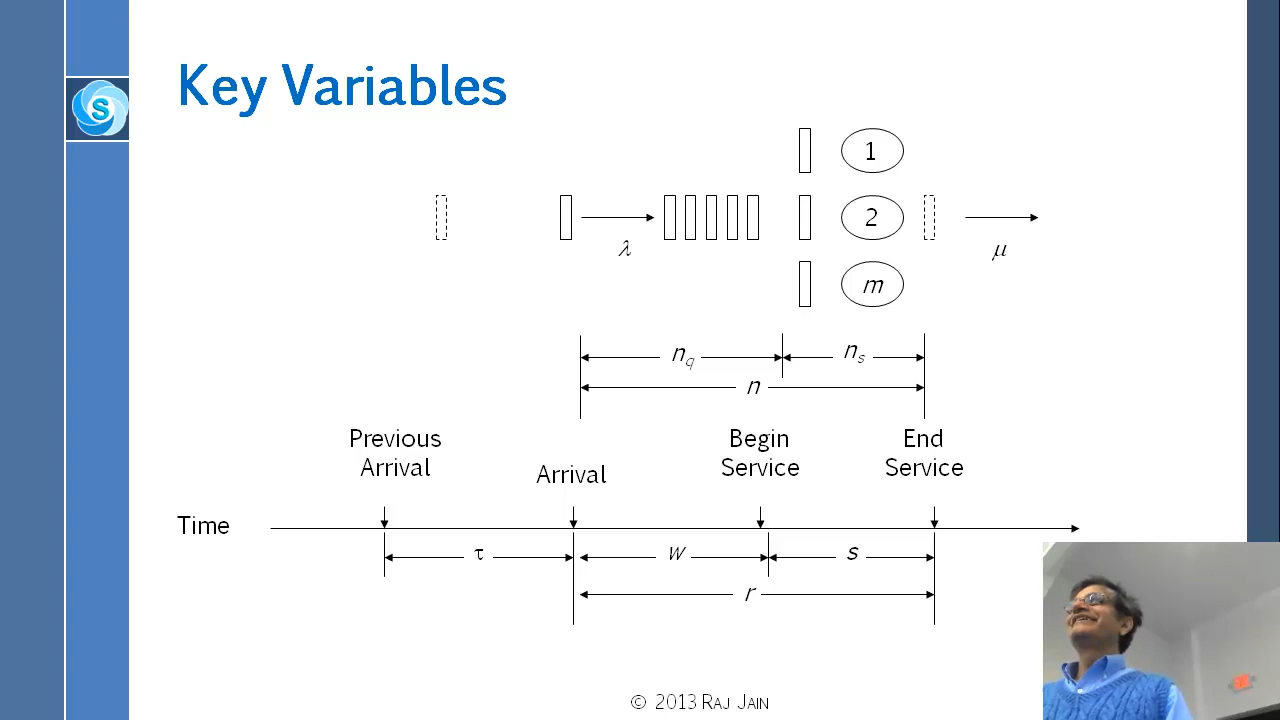 Key Variables
S
1
2
m
λ
μ
n_q
n_s
n
Previous
Arrival
Arrival
Begin
Service
End
Service
Time
τ
w
s
r
© 2013 RAJ JAIN